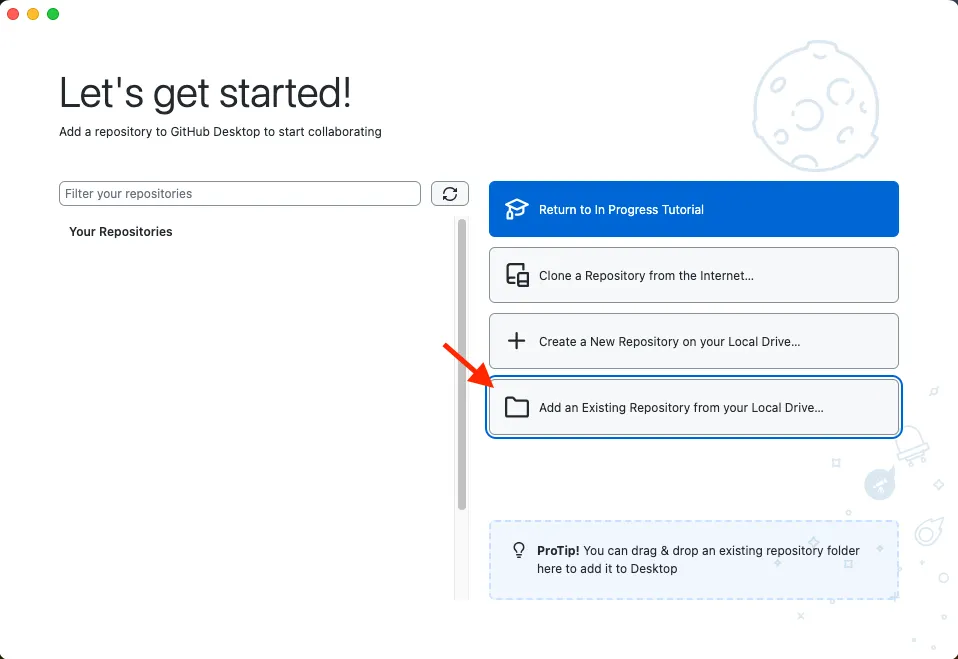 Let's get started!
Add a repository to GitHub Desktop to start collaborating
Filter your repositories
Your Repositories
Return to In Progress Tutorial
Clone a Repository from the Internet...
Create a New Repository on your Local Drive...
Add an Existing Repository from your Local Drive...
ProTip! You can drag & drop an existing repository folder
here to add it to Desktop